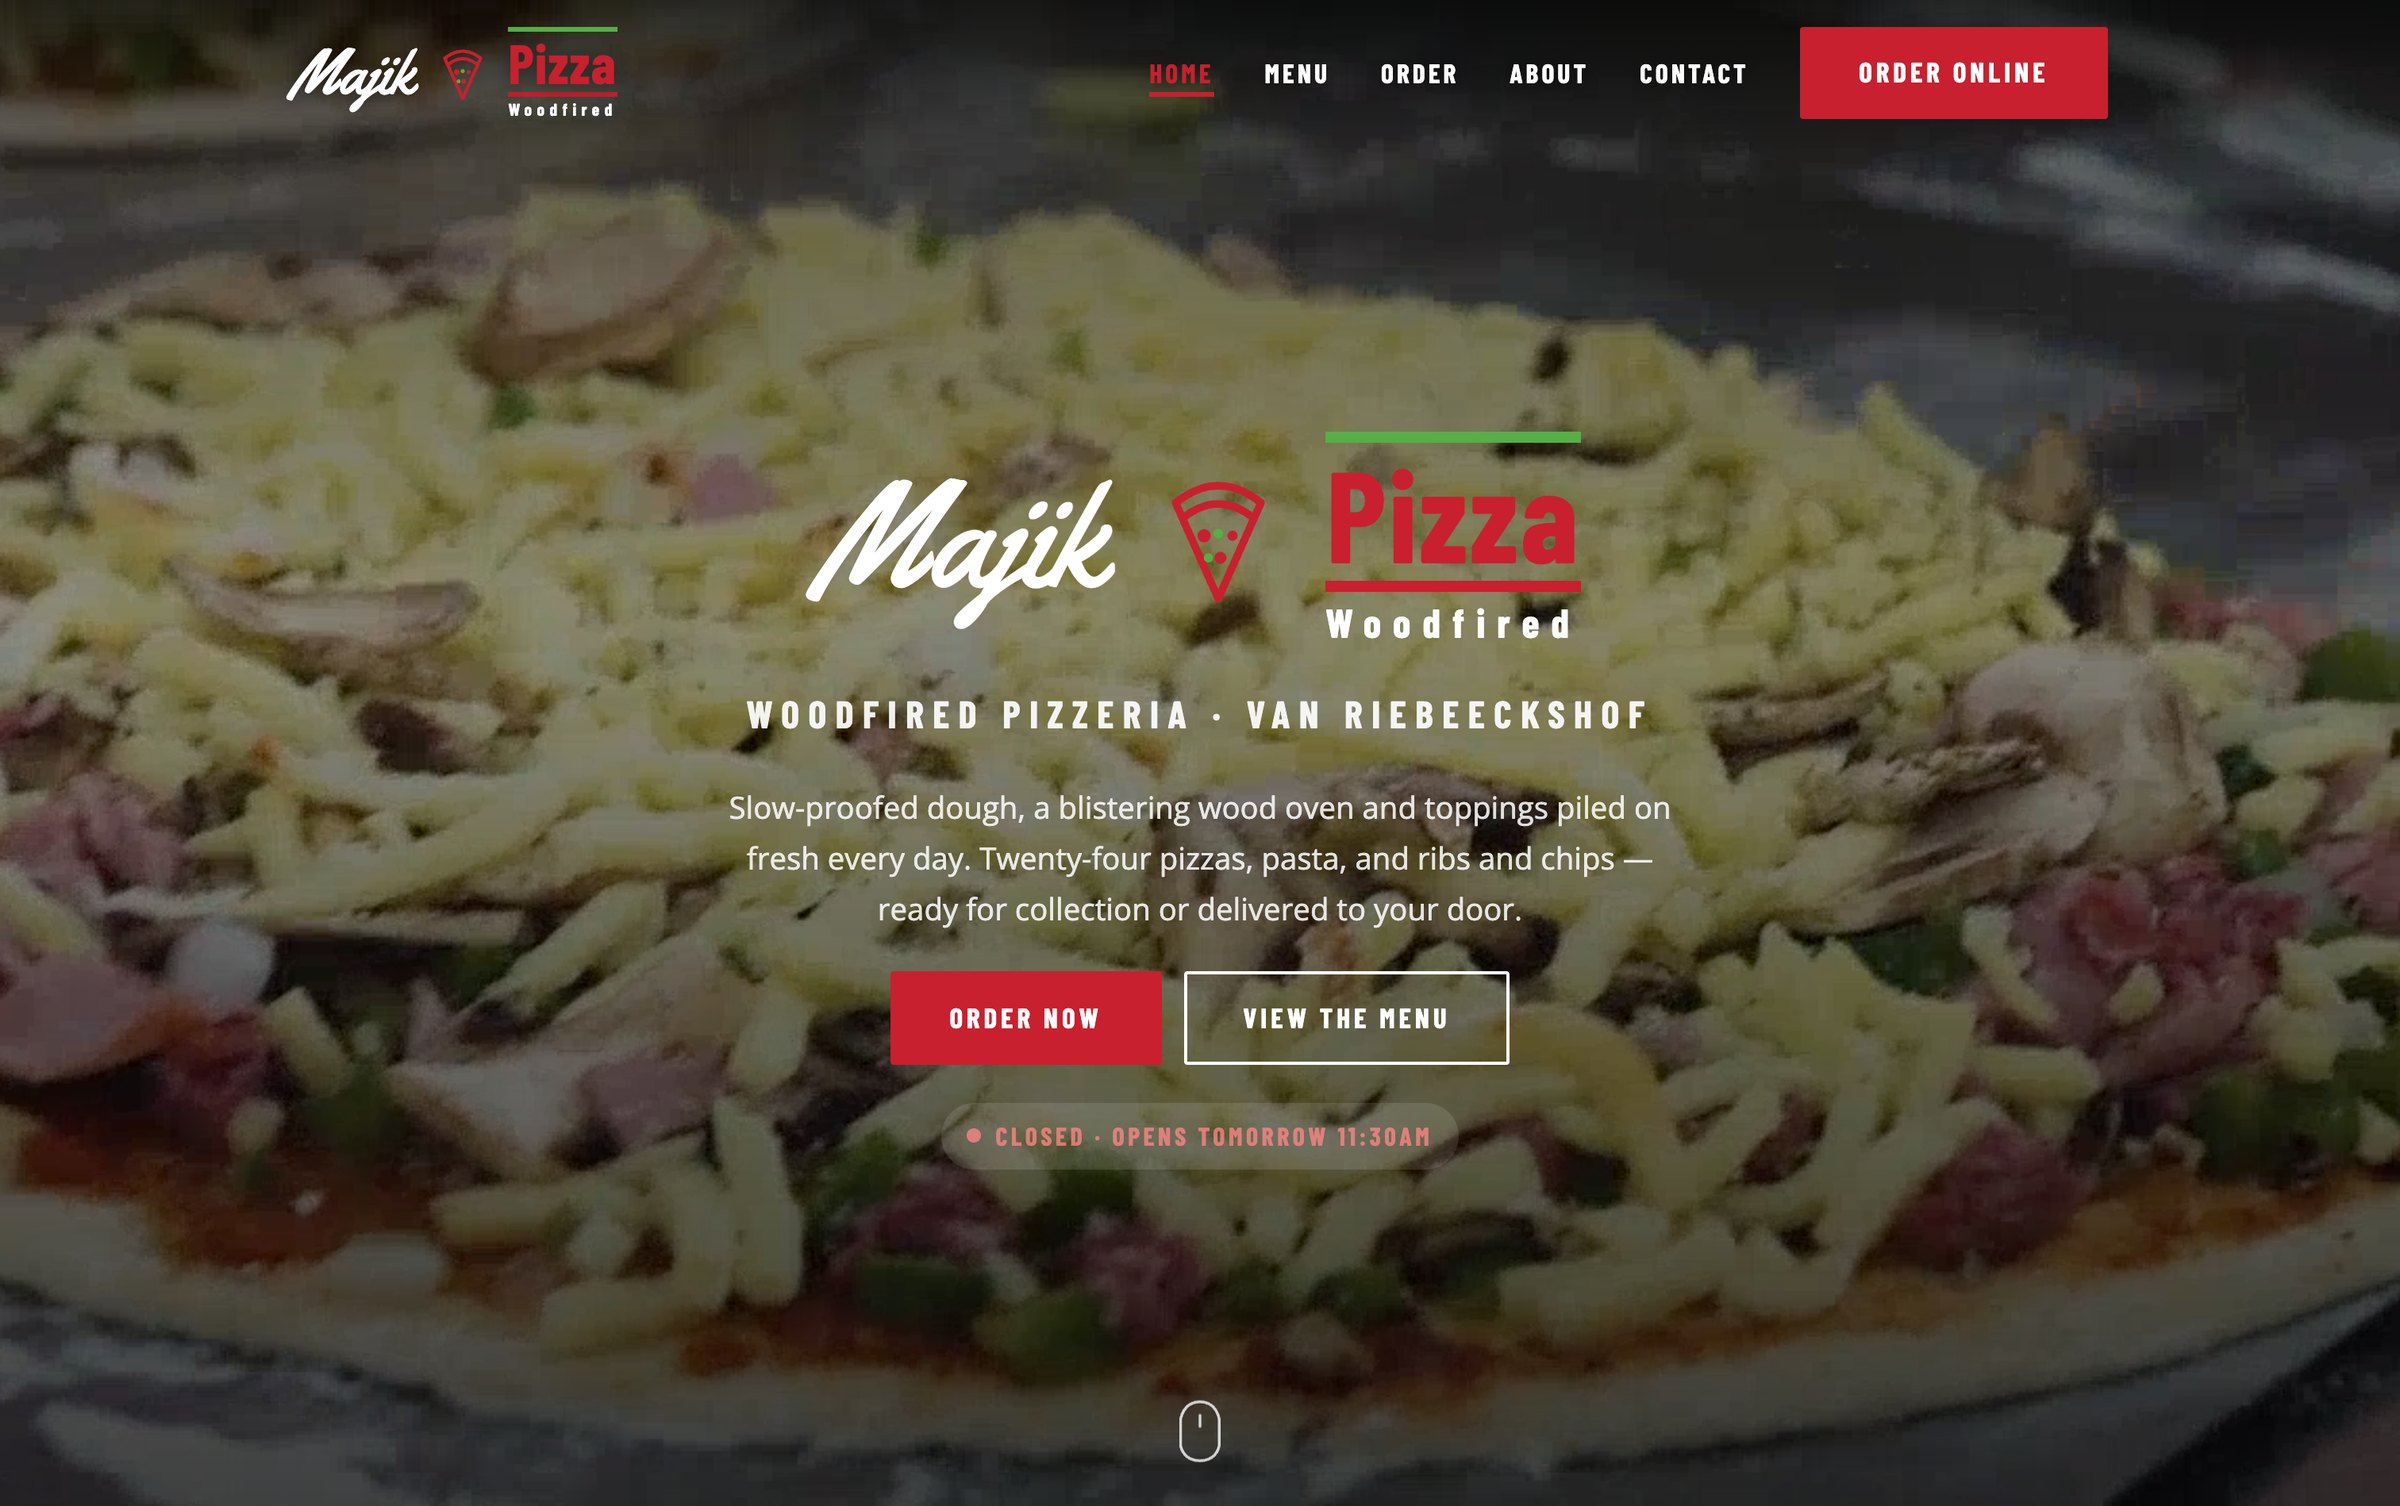 Majik Pizza
Woodfired
HOME MENU ORDER ABOUT CONTACT ORDER ONLINE
Majik Pizza
Woodfired
WOODFIRED PIZZERIA · VAN RIEBEECKSHOF
Slow-proofed dough, a blistering wood oven and toppings piled on
fresh every day. Twenty-four pizzas, pasta, and ribs and chips —
ready for collection or delivered to your door.
ORDER NOW VIEW THE MENU
CLOSED · OPENS TOMORROW 11:30AM